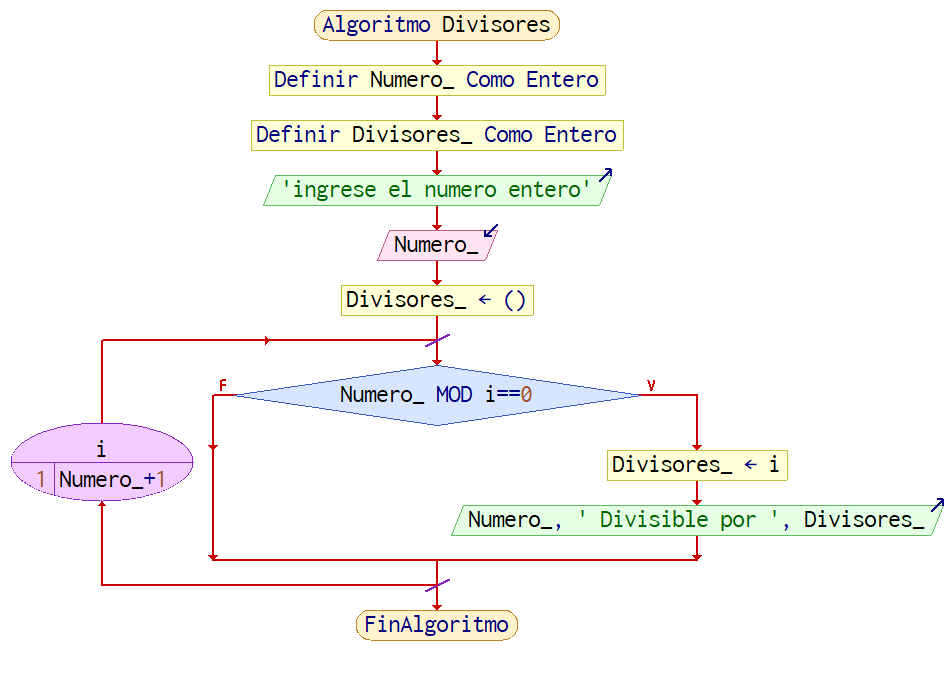 Algoritmo Divisores
Definir Numero_ Como Entero
Definir Divisores_ Como Entero
'ingrese el numero entero'
Numero_
Divisores_ ← ()
F
Numero_ MOD i==0
V
i
1
Numero_+1
Divisores_ ← i
Numero_, ' Divisible por ', Divisores_
FinAlgoritmo